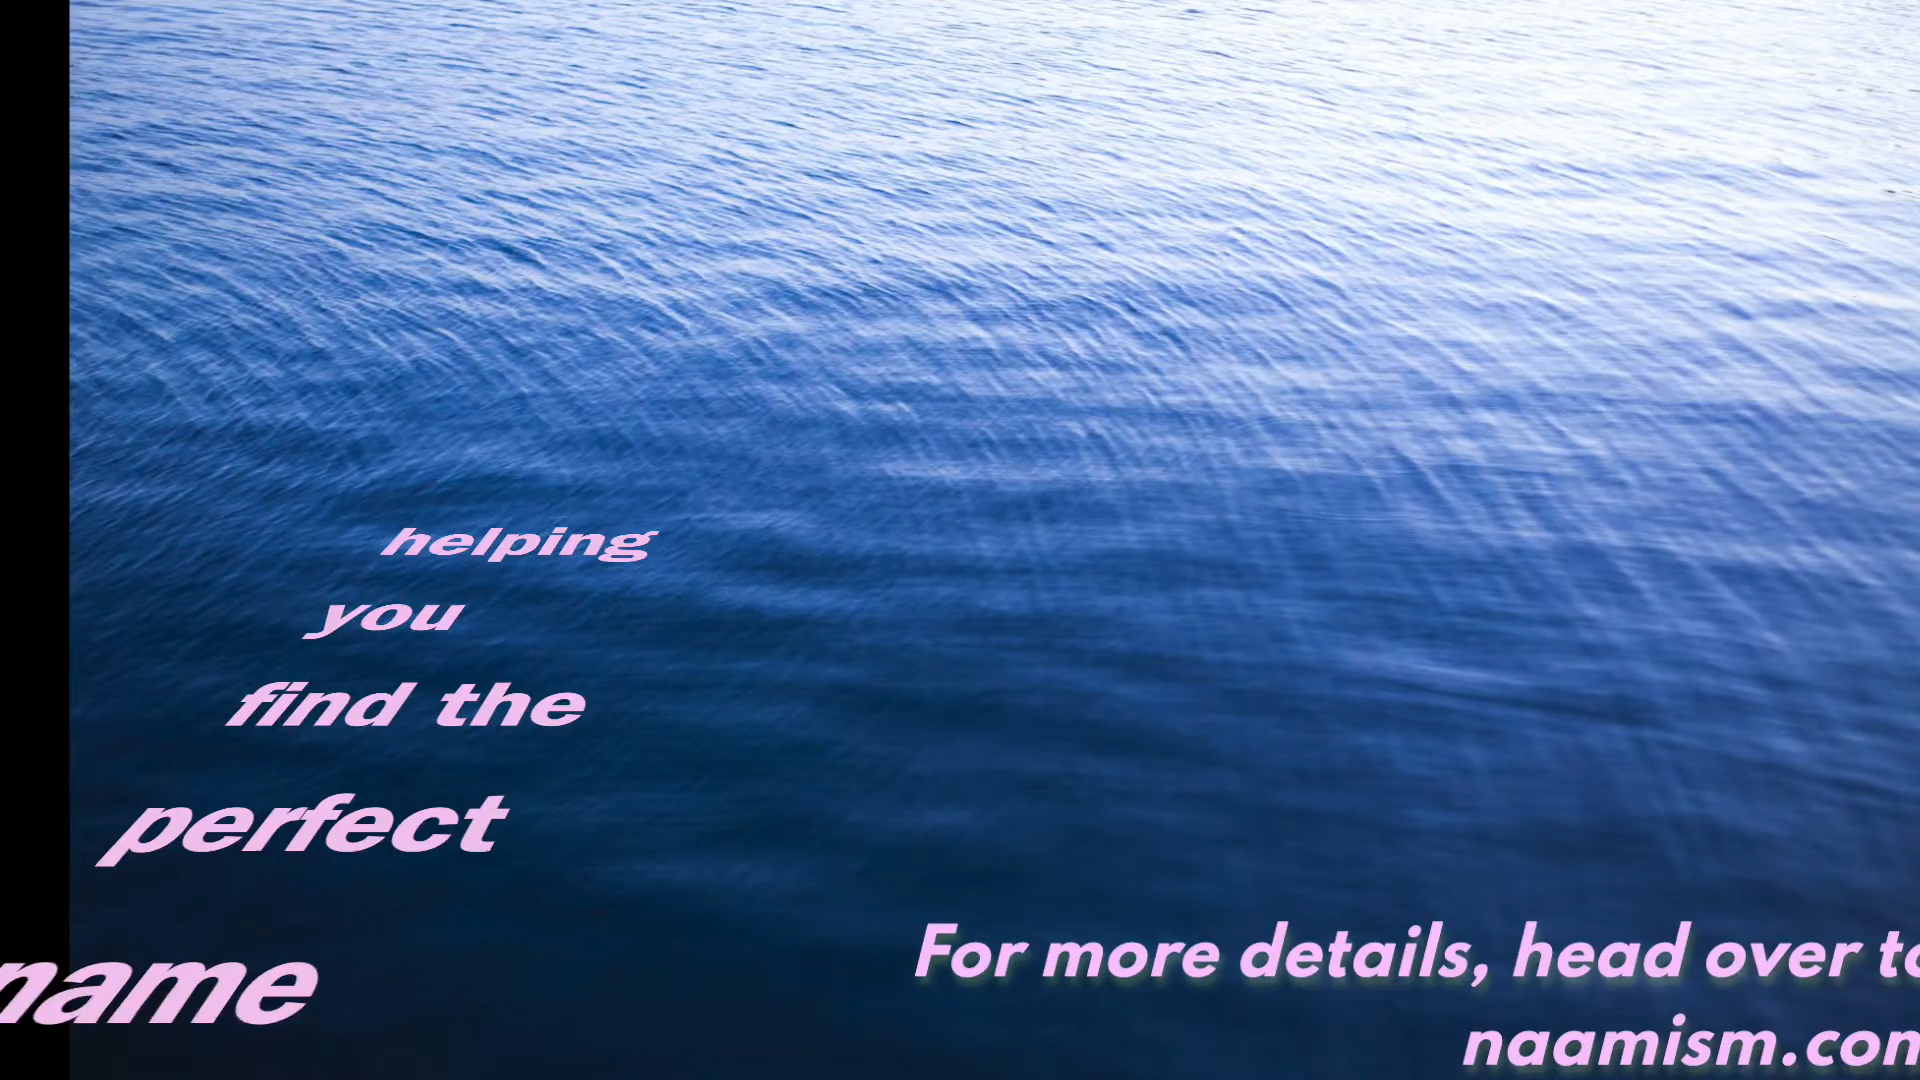 helping
you
find the
perfect
name
For more details, head over to
naamism.com